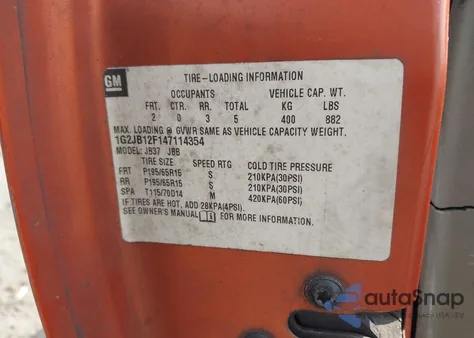 GM
TIRE-LOADING INFORMATION
OCCUPANTS VEHICLE CAP. WT.
FRT. CTR. RR. TOTAL KG LBS
2 0 3 5 400 882
MAX. LOADING @ GVWR SAME AS VEHICLE CAPACITY WEIGHT.
1G2JB12F147114354
MODEL: JB37 JBB
TIRE SIZE SPEED RTG COLD TIRE PRESSURE
FRT P195/65R15 S 210KPA(30PSI)
RR P195/65R15 S 210KPA(30PSI)
SPA T115/70D14 M 420KPA(60PSI)
IF TIRES ARE HOT, ADD 28KPA(4PSI).
SEE OWNER'S MANUAL FOR MORE INFORMATION.
autoSnap